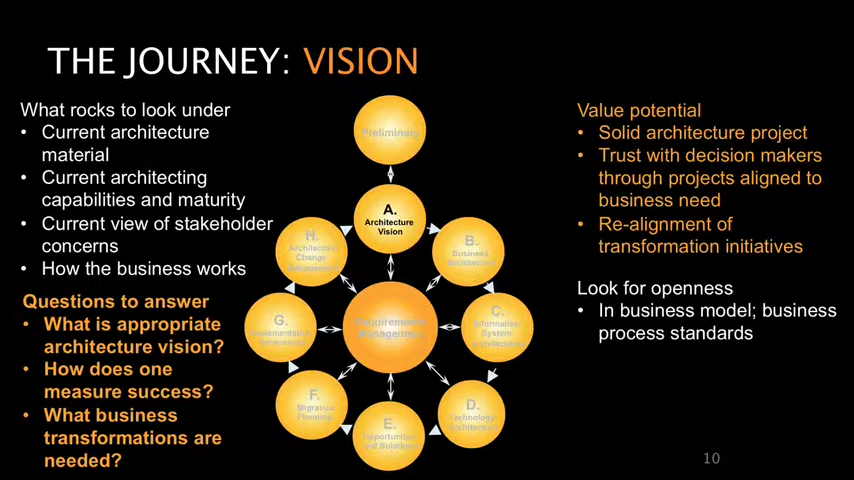 THE JOURNEY: VISION
What rocks to look under
• Current architecture
material
• Current architecting
capabilities and maturity
• Current view of stakeholder
concerns
• How the business works
Questions to answer
• What is appropriate
architecture vision?
• How does one
measure success?
• What business
transformations are
needed?
Preliminary
A.
Architecture
Vision
B.
Business
Architecture
C.
Information
System
Architectures
D.
Technology
Architecture
E.
Opportunities
and Solutions
F.
Migration
Planning
G.
Implementation
Governance
H.
Architecture
Change
Management
Requirements
Management
Value potential
• Solid architecture project
• Trust with decision makers
through projects aligned to
business need
• Re-alignment of
transformation initiatives
Look for openness
• In business model; business
process standards
10